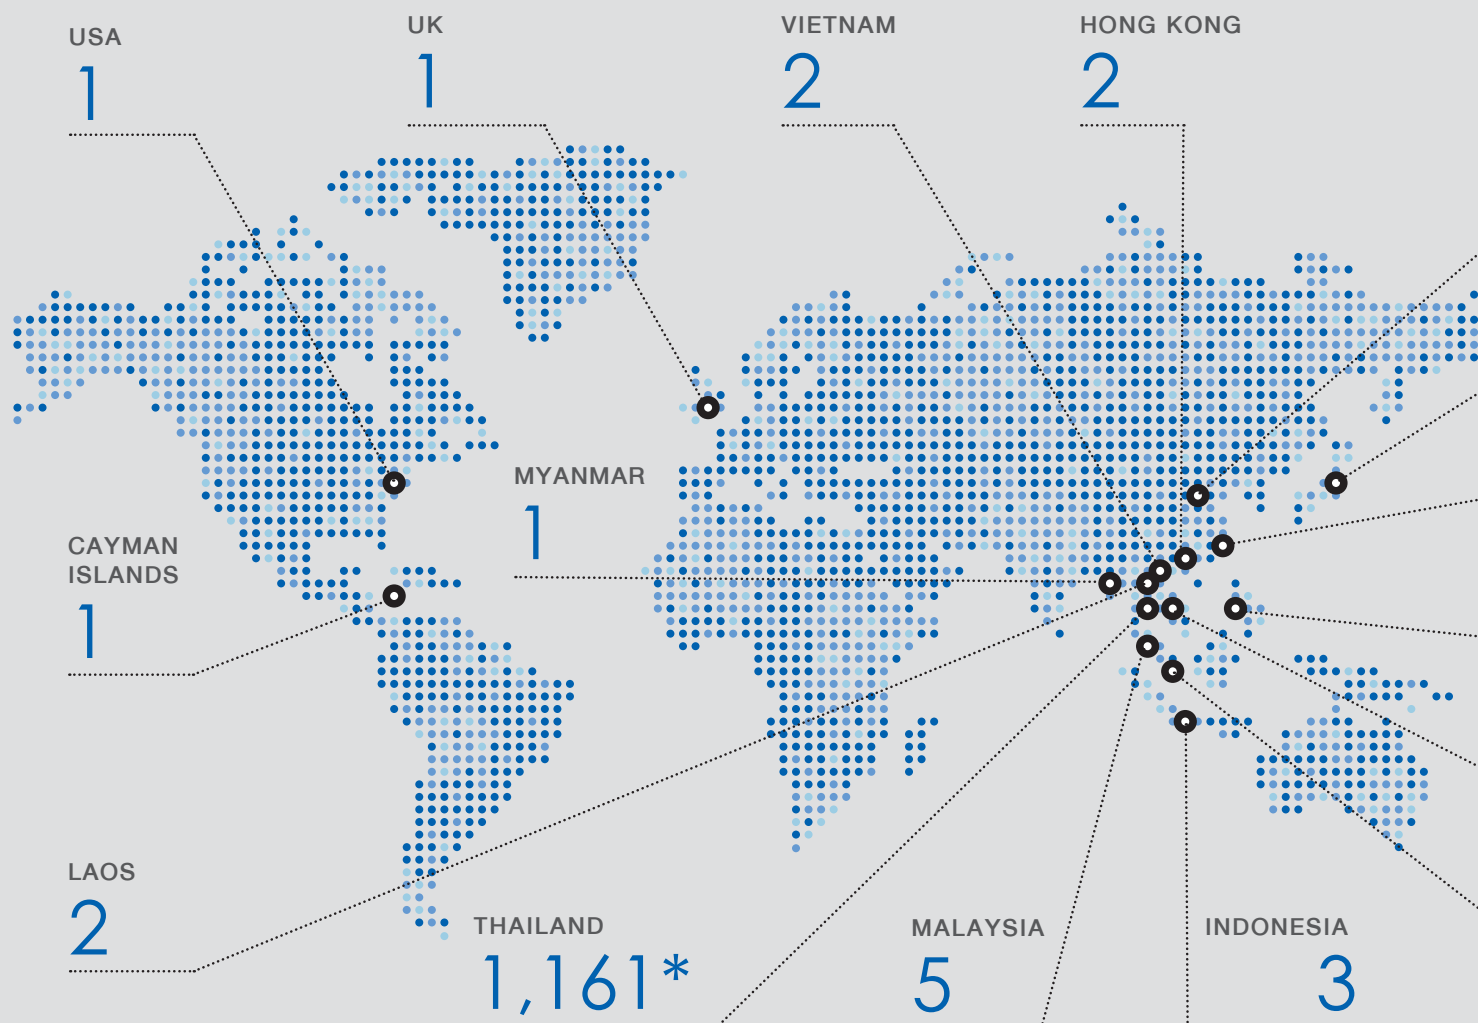 USA
1
UK
1
VIETNAM
2
HONG KONG
2
MYANMAR
1
CAYMAN
ISLANDS
1
LAOS
2
THAILAND
1,161*
MALAYSIA
5
INDONESIA
3